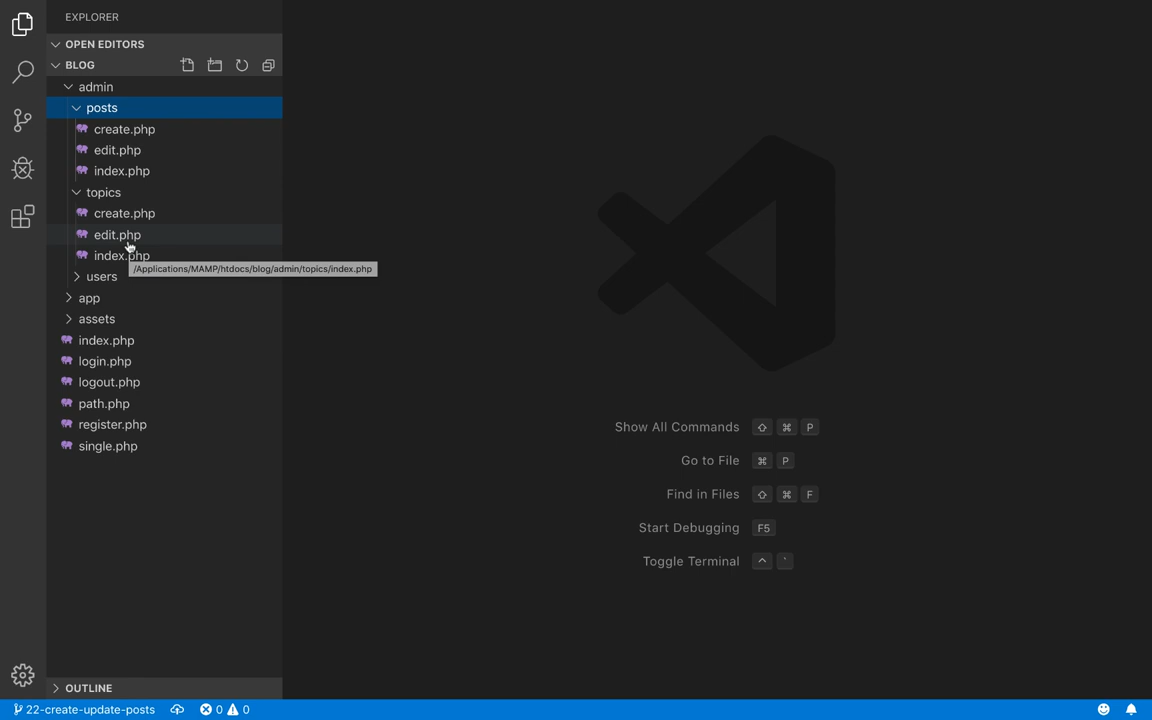 EXPLORER
OPEN EDITORS
BLOG
admin
posts
create.php
edit.php
index.php
topics
create.php
edit.php
index.php
/Applications/MAMP/htdocs/blog/admin/topics/index.php
users
app
assets
index.php
login.php
logout.php
path.php
register.php
single.php
Show All Commands ⇧ ⌘ P
Go to File ⌘ P
Find in Files ⇧ ⌘ F
Start Debugging F5
Toggle Terminal ^ `
OUTLINE
22-create-update-posts 0 0